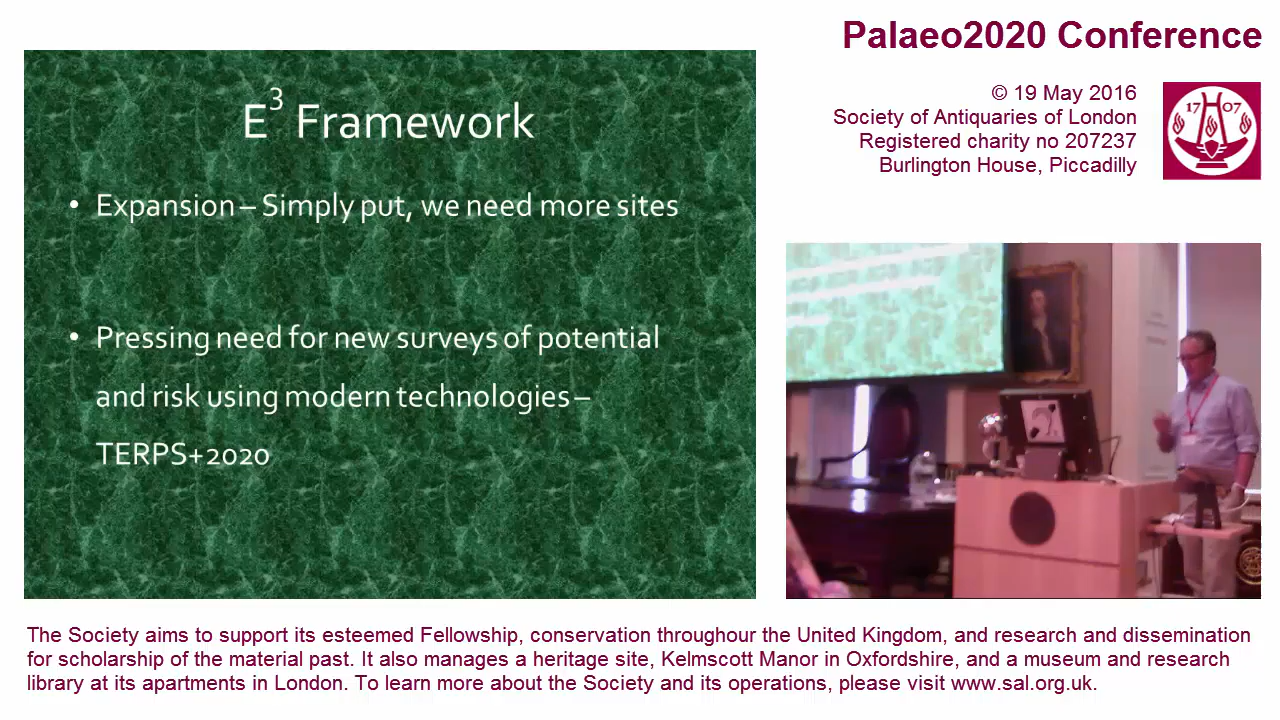 Palaeo2020 Conference
© 19 May 2016
Society of Antiquaries of London
Registered charity no 207237
Burlington House, Piccadilly
17 07
E³ Framework
• Expansion – Simply put, we need more sites
• Pressing need for new surveys of potential
and risk using modern technologies –
TERPS+2020
The Society aims to support its esteemed Fellowship, conservation throughour the United Kingdom, and research and dissemination
for scholarship of the material past. It also manages a heritage site, Kelmscott Manor in Oxfordshire, and a museum and research
library at its apartments in London. To learn more about the Society and its operations, please visit www.sal.org.uk.